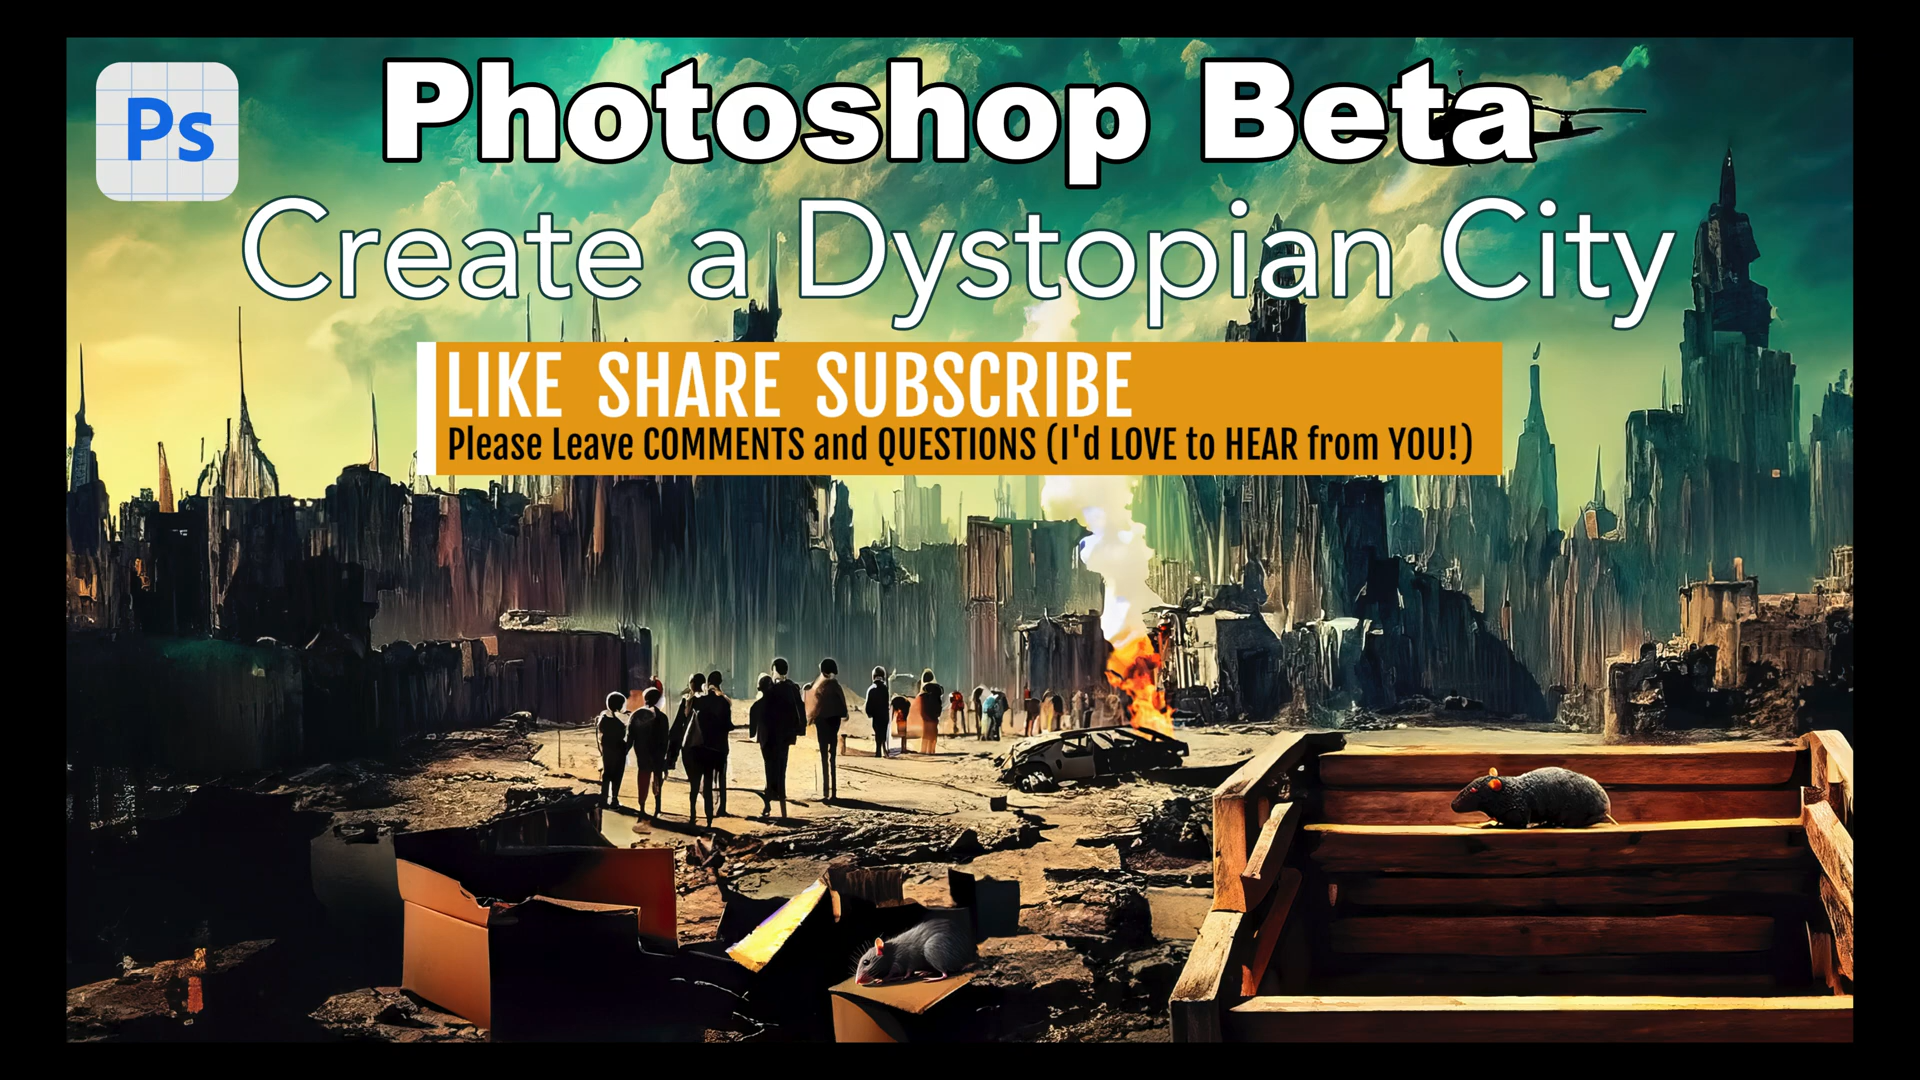 Ps
Photoshop Beta
Create a Dystopian City
LIKE SHARE SUBSCRIBE
Please Leave COMMENTS and QUESTIONS (I'd LOVE to HEAR from YOU!)